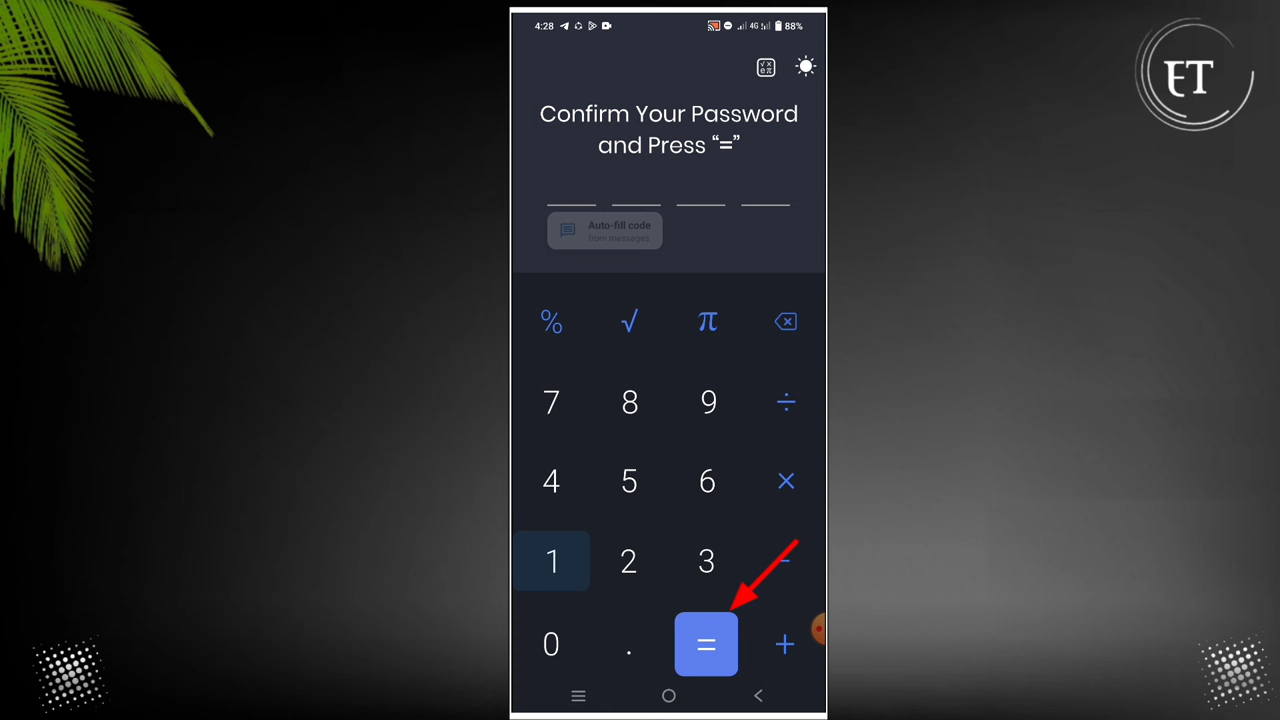 4:28
4G
88%
ET
√ x
e π
Confirm Your Password
and Press “=”
Auto-fill code
from messages
% √ π
7 8 9 ÷
4 5 6 ×
1 2 3 -
0 . = +